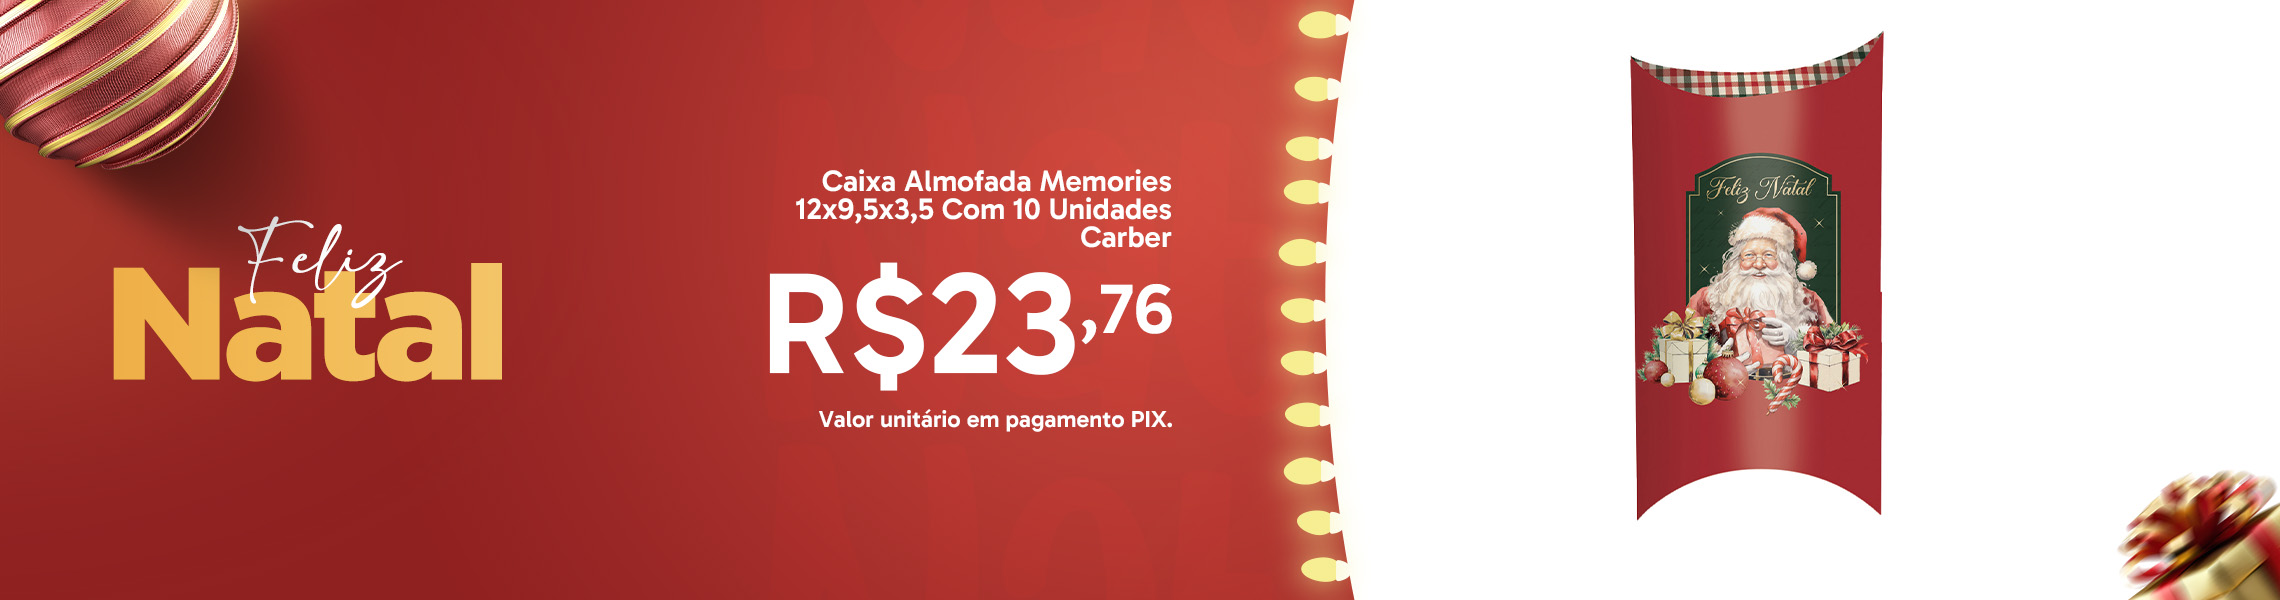 Feliz
Natal
Caixa Almofada Memories
12x9,5x3,5 Com 10 Unidades
Carber
R$23,76
Valor unitário em pagamento PIX.
Feliz Natal